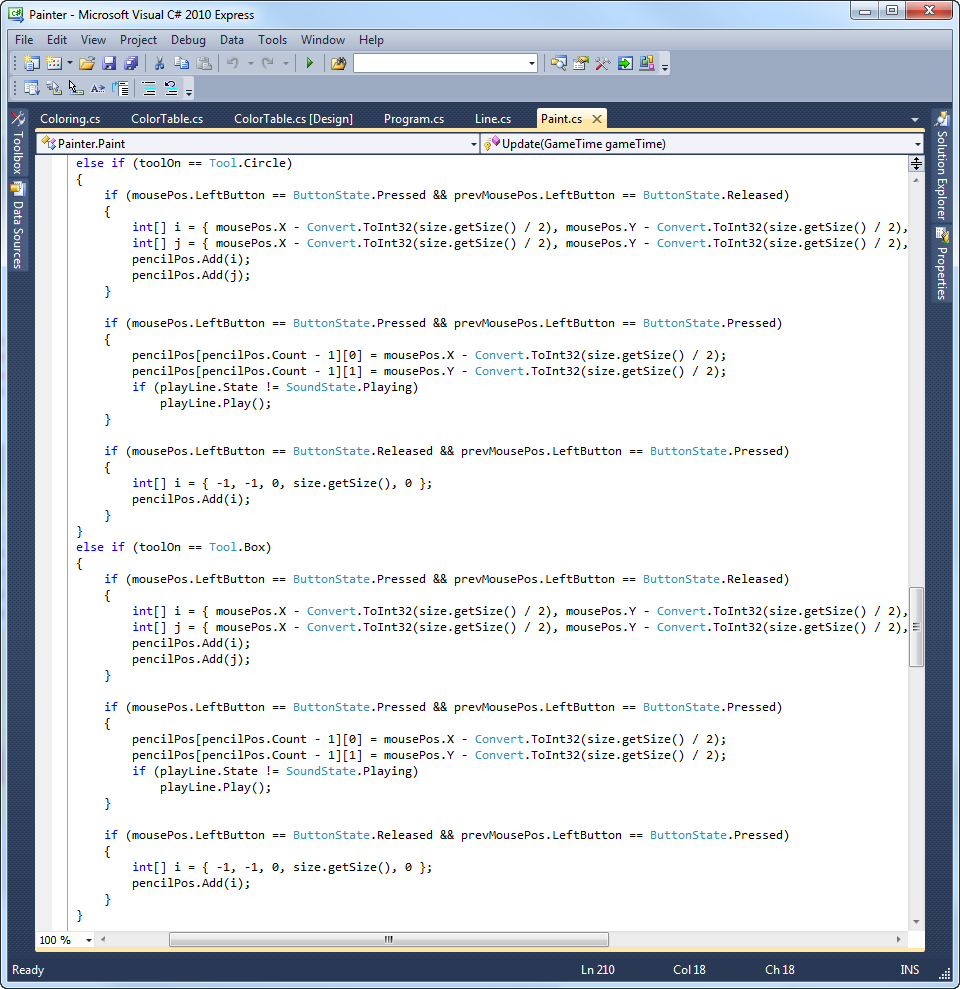 Painter - Microsoft Visual C# 2010 Express
File Edit View Project Debug Data Tools Window Help
Coloring.cs ColorTable.cs ColorTable.cs [Design] Program.cs Line.cs Paint.cs
Toolbox
Data Sources
Solution Explorer
Properties
Painter.Paint Update(GameTime gameTime)
else if (toolOn == Tool.Circle)
{
if (mousePos.LeftButton == ButtonState.Pressed && prevMousePos.LeftButton == ButtonState.Released)
{
int[] i = { mousePos.X - Convert.ToInt32(size.getSize() / 2), mousePos.Y - Convert.ToInt32(size.getSize() / 2),
int[] j = { mousePos.X - Convert.ToInt32(size.getSize() / 2), mousePos.Y - Convert.ToInt32(size.getSize() / 2),
pencilPos.Add(i);
pencilPos.Add(j);
}
if (mousePos.LeftButton == ButtonState.Pressed && prevMousePos.LeftButton == ButtonState.Pressed)
{
pencilPos[pencilPos.Count - 1][0] = mousePos.X - Convert.ToInt32(size.getSize() / 2);
pencilPos[pencilPos.Count - 1][1] = mousePos.Y - Convert.ToInt32(size.getSize() / 2);
if (playLine.State != SoundState.Playing)
playLine.Play();
}
if (mousePos.LeftButton == ButtonState.Released && prevMousePos.LeftButton == ButtonState.Pressed)
{
int[] i = { -1, -1, 0, size.getSize(), 0 };
pencilPos.Add(i);
}
}
else if (toolOn == Tool.Box)
{
if (mousePos.LeftButton == ButtonState.Pressed && prevMousePos.LeftButton == ButtonState.Released)
{
int[] i = { mousePos.X - Convert.ToInt32(size.getSize() / 2), mousePos.Y - Convert.ToInt32(size.getSize() / 2),
int[] j = { mousePos.X - Convert.ToInt32(size.getSize() / 2), mousePos.Y - Convert.ToInt32(size.getSize() / 2),
pencilPos.Add(i);
pencilPos.Add(j);
}
if (mousePos.LeftButton == ButtonState.Pressed && prevMousePos.LeftButton == ButtonState.Pressed)
{
pencilPos[pencilPos.Count - 1][0] = mousePos.X - Convert.ToInt32(size.getSize() / 2);
pencilPos[pencilPos.Count - 1][1] = mousePos.Y - Convert.ToInt32(size.getSize() / 2);
if (playLine.State != SoundState.Playing)
playLine.Play();
}
if (mousePos.LeftButton == ButtonState.Released && prevMousePos.LeftButton == ButtonState.Pressed)
{
int[] i = { -1, -1, 0, size.getSize(), 0 };
pencilPos.Add(i);
}
}
100 %
Ready Ln 210 Col 18 Ch 18 INS